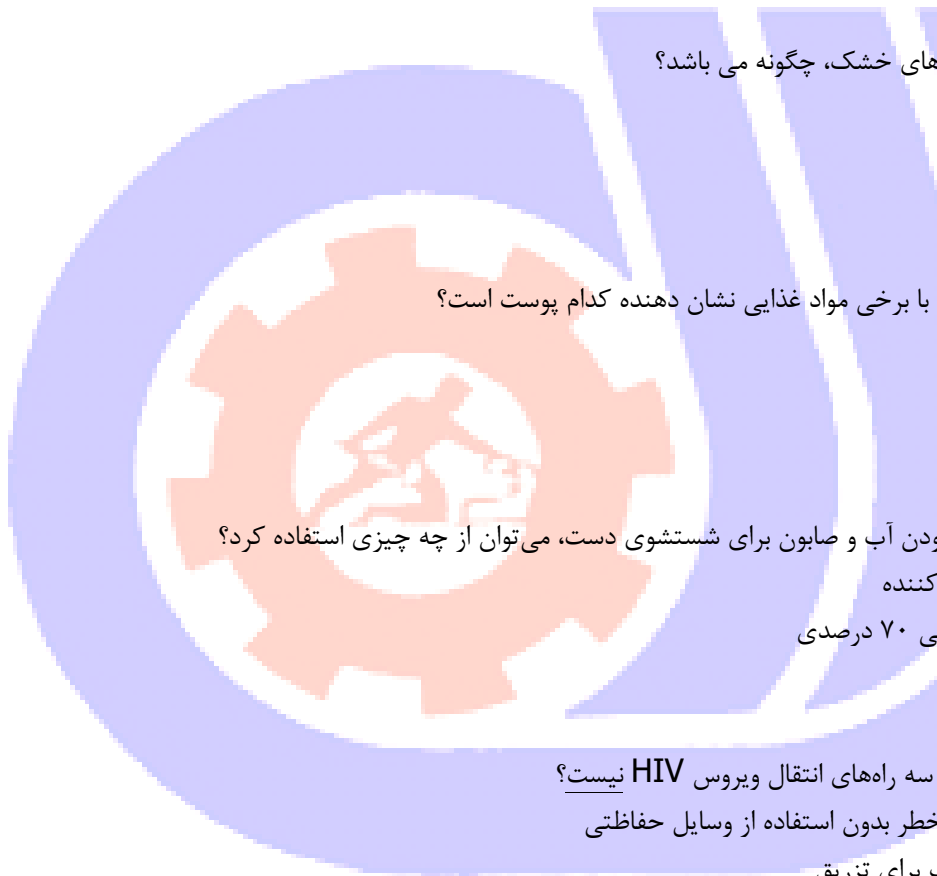 های خشک، چگونه می باشد؟
با برخی مواد غذایی نشان دهنده کدام پوست است؟
ودن آب و صابون برای شستشوی دست، می‌توان از چه چیزی استفاده کرد؟
کننده
ی ۷۰ درصدی
سه راه‌های انتقال ویروس HIV نیست؟
خطر بدون استفاده از وسایل حفاظتی
برای تزریق